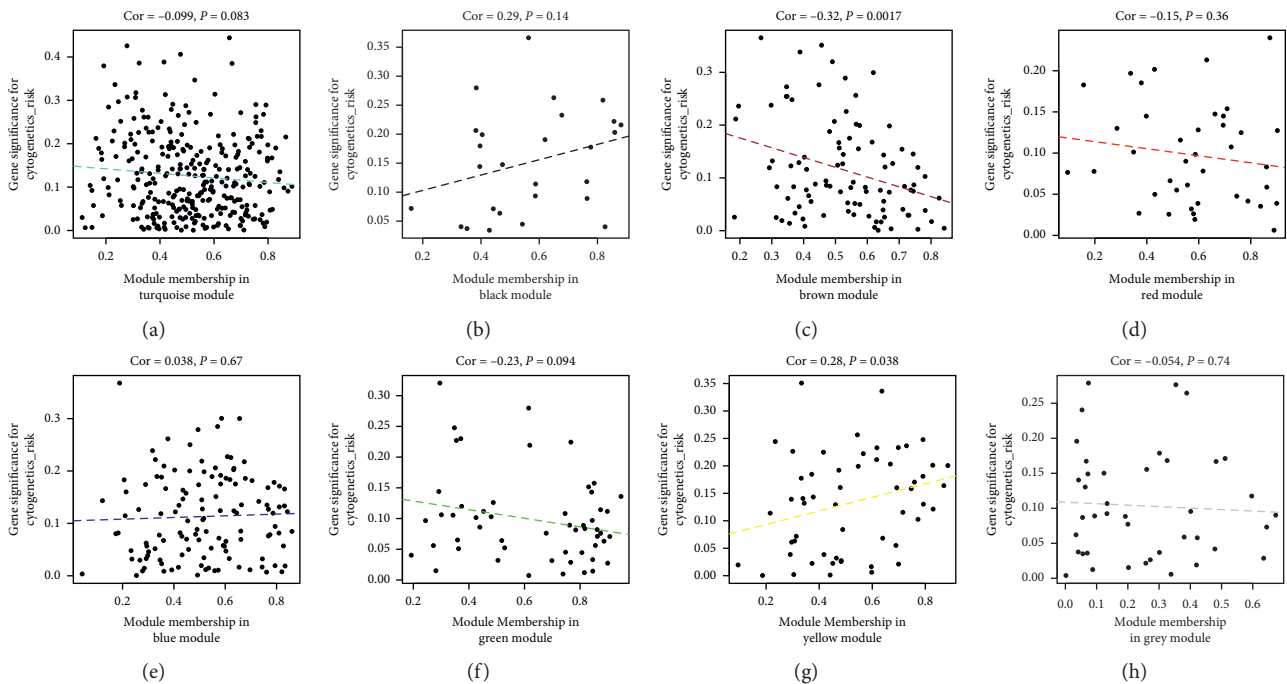 Cor = –0.099, P = 0.083
Gene significance for
cytogenetics_risk
0.4
0.3
0.2
0.1
0.0
0.2 0.4 0.6 0.8
Module membership in
turquoise module
(a)
Cor = 0.29, P = 0.14
Gene significance for
cytogenetics_risk
0.35
0.30
0.25
0.20
0.15
0.10
0.05
0.2 0.4 0.6 0.8
Module membership in
black module
(b)
Cor = –0.32, P = 0.0017
Gene significance for
cytogenetics_risk
0.3
0.2
0.1
0.0
0.2 0.3 0.4 0.5 0.6 0.7 0.8
Module membership in
brown module
(c)
Cor = –0.15, P = 0.36
Gene significance for
cytogenetics_risk
0.20
0.15
0.10
0.05
0.00
0.2 0.4 0.6 0.8
Module membership in
red module
(d)
Cor = 0.038, P = 0.67
Gene significance for
cytogenetics_risk
0.3
0.2
0.1
0.0
0.2 0.4 0.6 0.8
Module membership in
blue module
(e)
Cor = –0.23, P = 0.094
Gene significance for
cytogenetics_risk
0.30
0.25
0.20
0.15
0.10
0.05
0.00
0.2 0.4 0.6 0.8
Module Membership in
green module
(f)
Cor = 0.28, P = 0.038
Gene significance for
cytogenetics_risk
0.35
0.30
0.25
0.20
0.15
0.10
0.05
0.00
0.2 0.4 0.6 0.8
Module Membership in
yellow module
(g)
Cor = –0.054, P = 0.74
Gene significance for
cytogenetics_risk
0.25
0.20
0.15
0.10
0.05
0.00
0.0 0.1 0.2 0.3 0.4 0.5 0.6
Module membership
in grey module
(h)